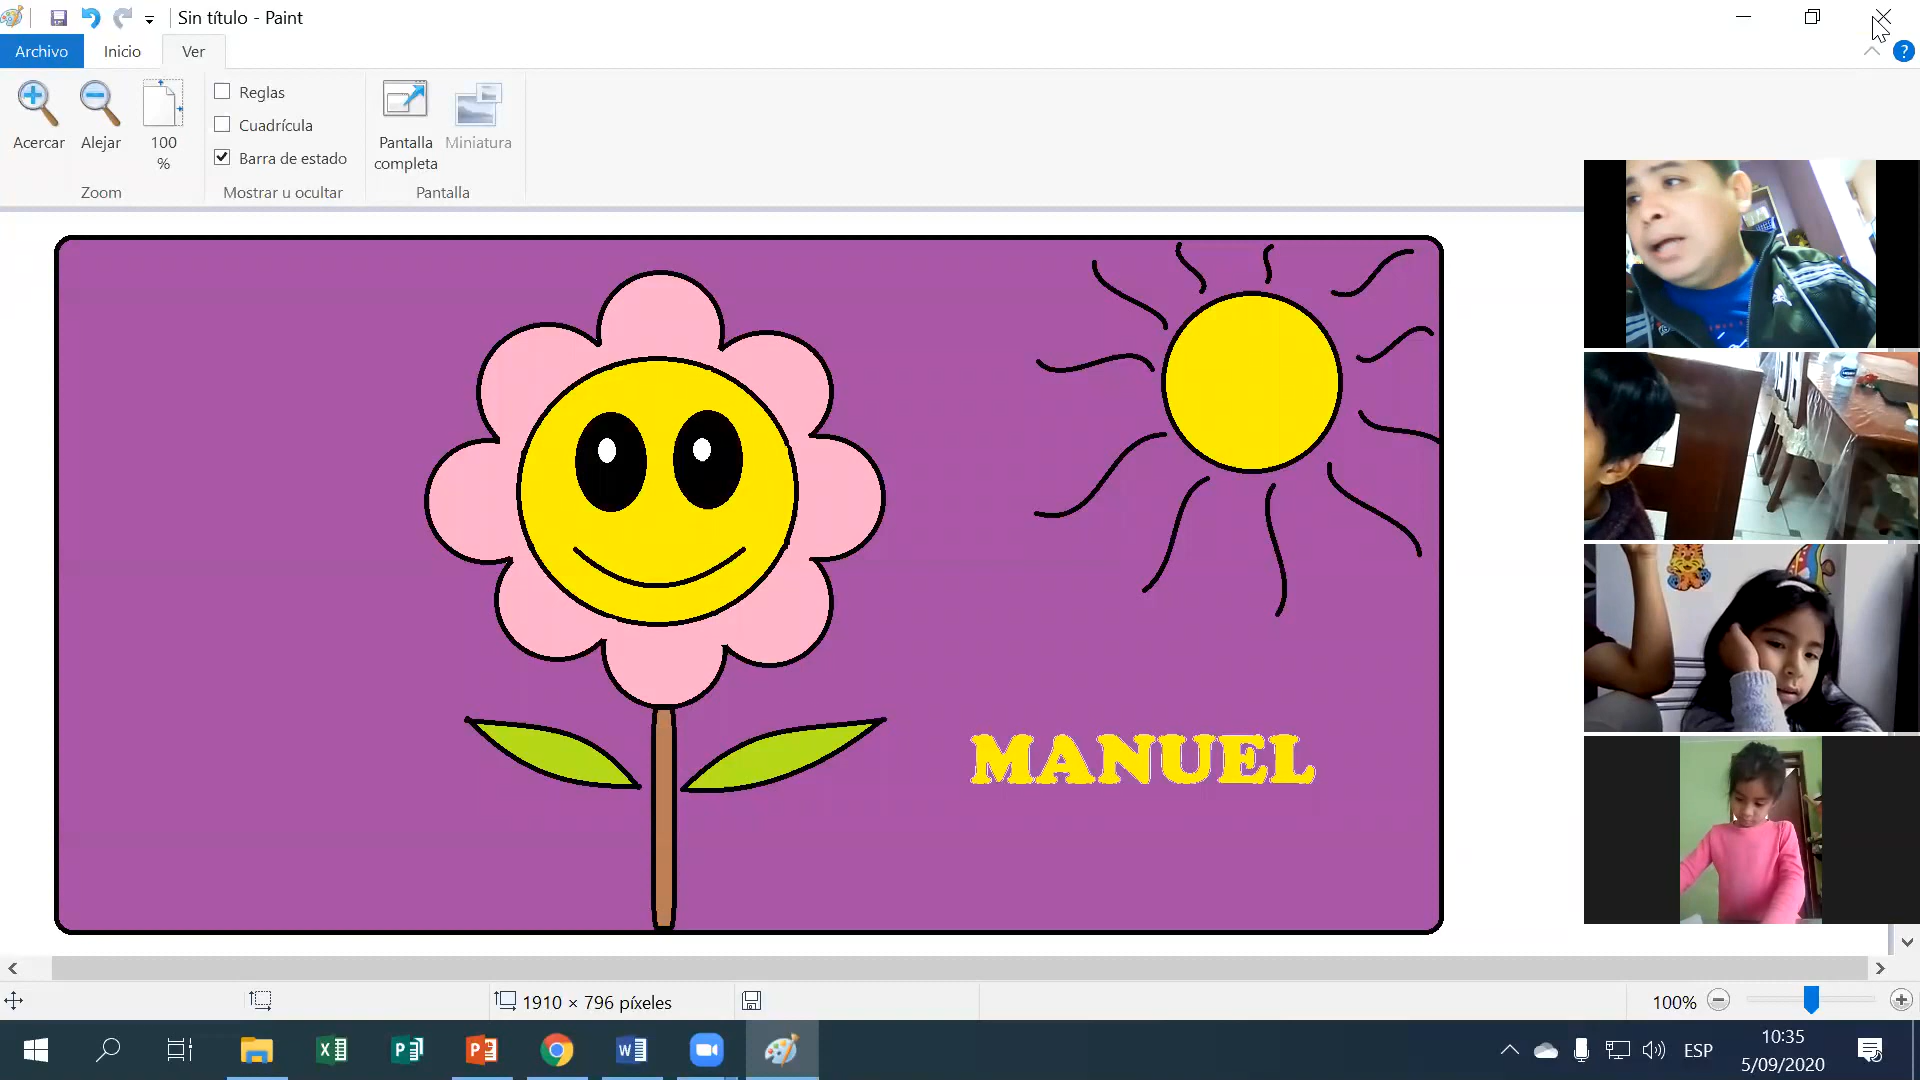 Sin título - Paint
Archivo Inicio Ver
Acercar
Alejar
100
%
Zoom
Reglas
Cuadrícula
Barra de estado
Mostrar u ocultar
Pantalla
completa
Miniatura
Pantalla
MANUEL
1910 × 796 píxeles
100%
ESP
10:35
5/09/2020